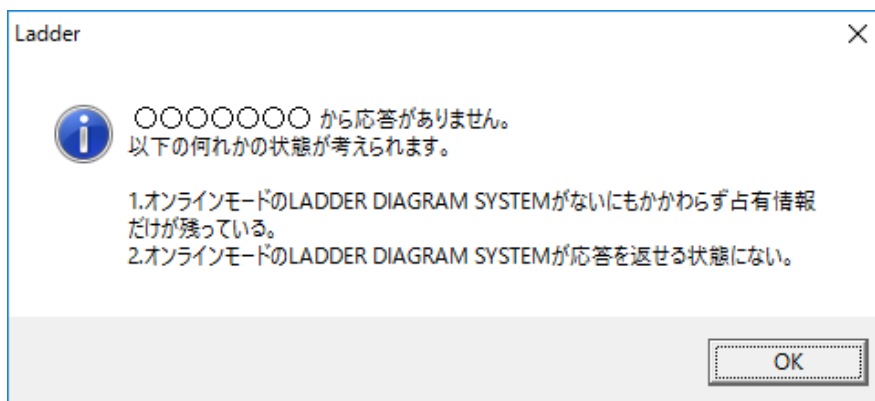 Ladder
○○○○○○○ から応答がありません。
以下の何れかの状態が考えられます。
1.オンラインモードのLADDER DIAGRAM SYSTEMがないにもかかわらず占有情報
だけが残っている。
2.オンラインモードのLADDER DIAGRAM SYSTEMが応答を返せる状態にない。
OK